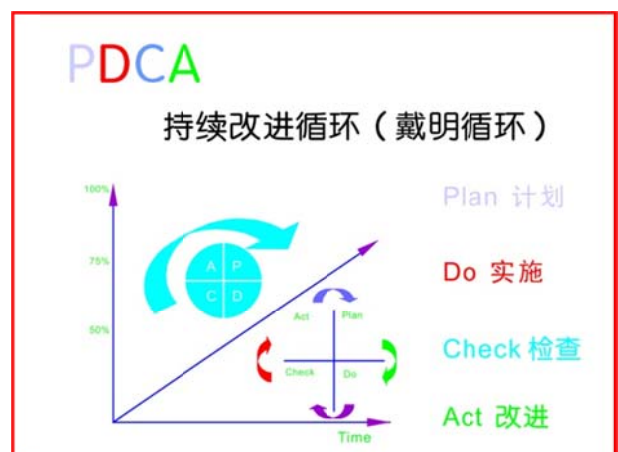 PDCA
持续改进循环（戴明循环）
100%
75%
50%
A P
C D
Act Plan
Check Do
Time
Plan 计划
Do 实施
Check 检查
Act 改进